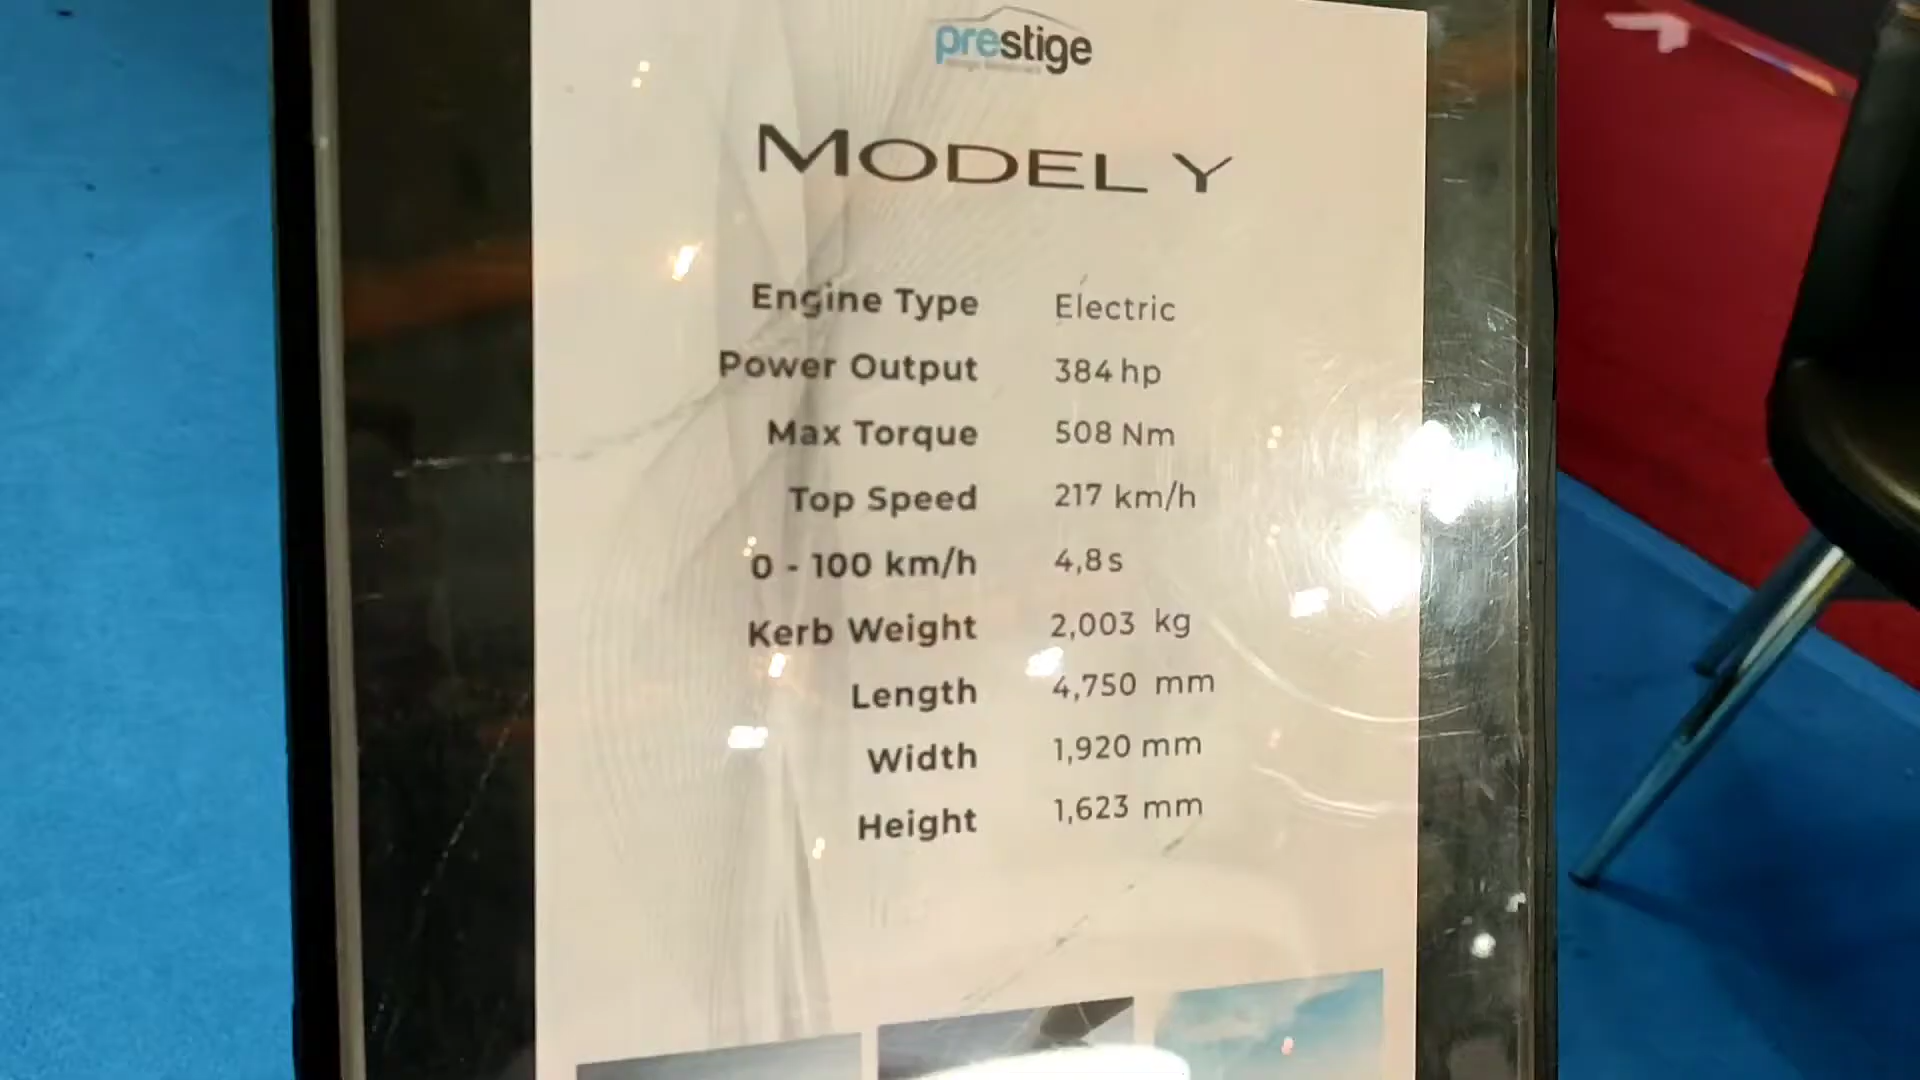 prestige
MODEL Y
Engine Type Electric
Power Output 384 hp
Max Torque 508 Nm
Top Speed 217 km/h
0 - 100 km/h 4,8 s
Kerb Weight 2,003 kg
Length 4,750 mm
Width 1,920 mm
Height 1,623 mm